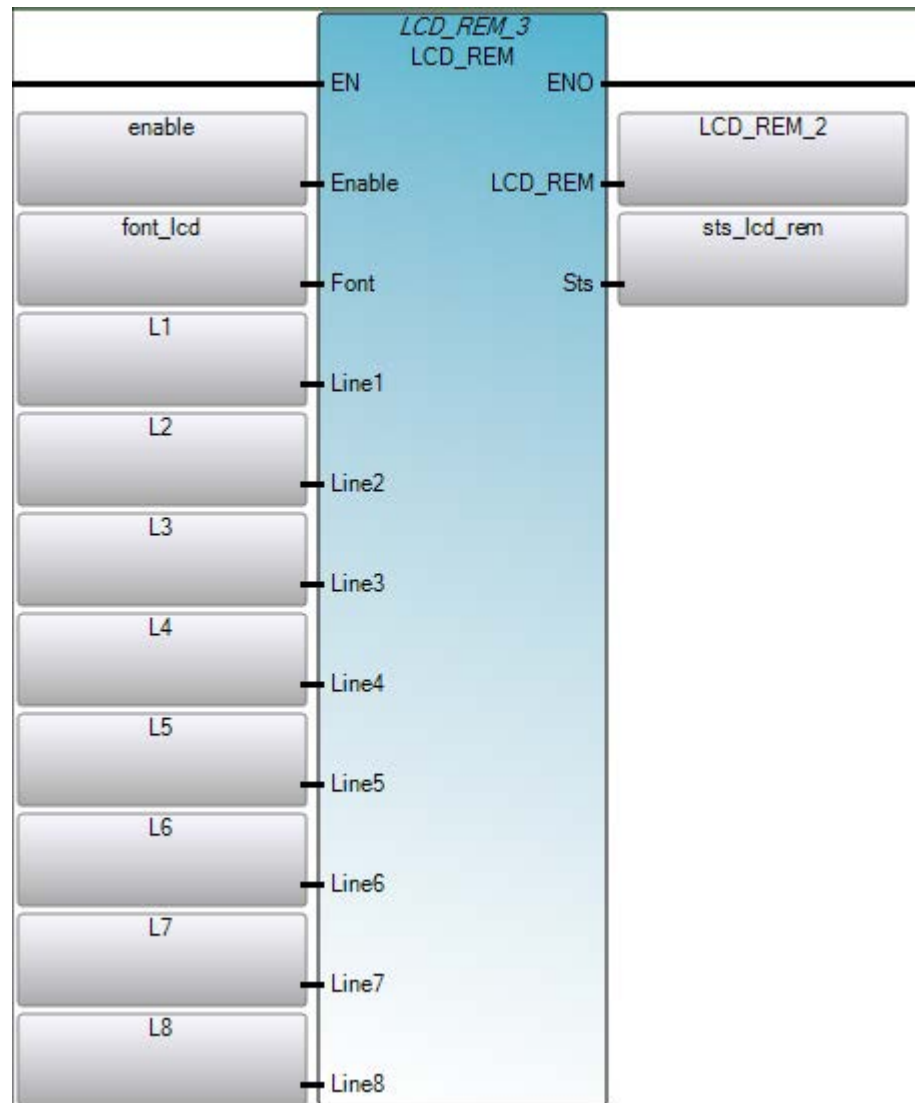 LCD_REM_3
LCD_REM
EN ENO
enable LCD_REM_2
Enable LCD_REM
font_lcd sts_lcd_rem
Font Sts
L1
Line1
L2
Line2
L3
Line3
L4
Line4
L5
Line5
L6
Line6
L7
Line7
L8
Line8